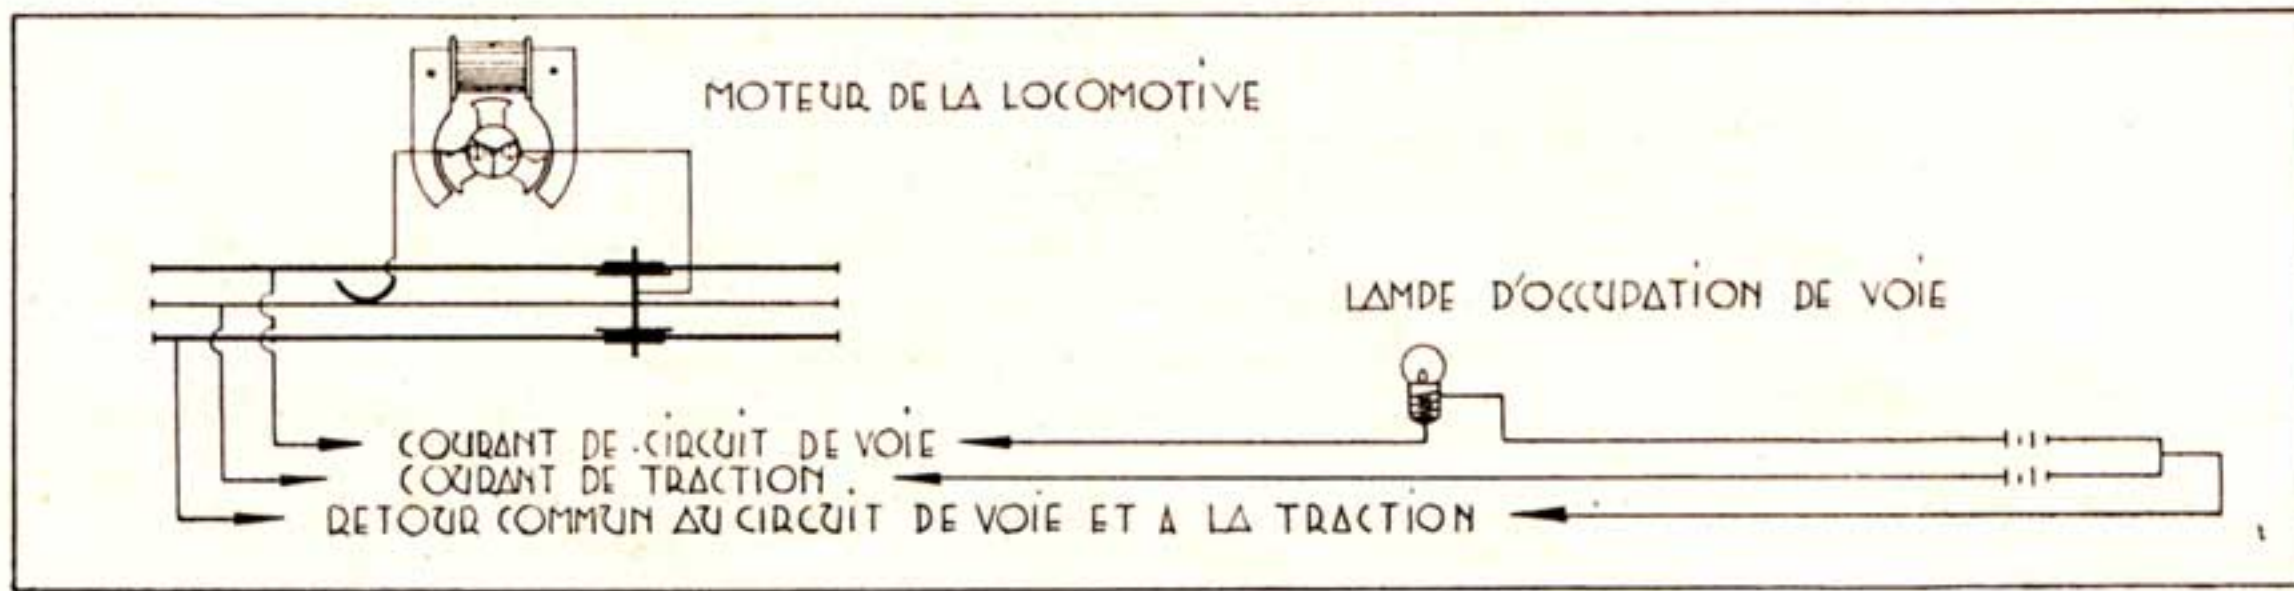 MOTEUR DE LA LOCOMOTIVE
LAMPE D'OCCUPATION DE VOIE
COURANT DE CIRCUIT DE VOIE
COURANT DE TRACTION.
RETOUR COMMUN AU CIRCUIT DE VOIE ET A LA TRACTION